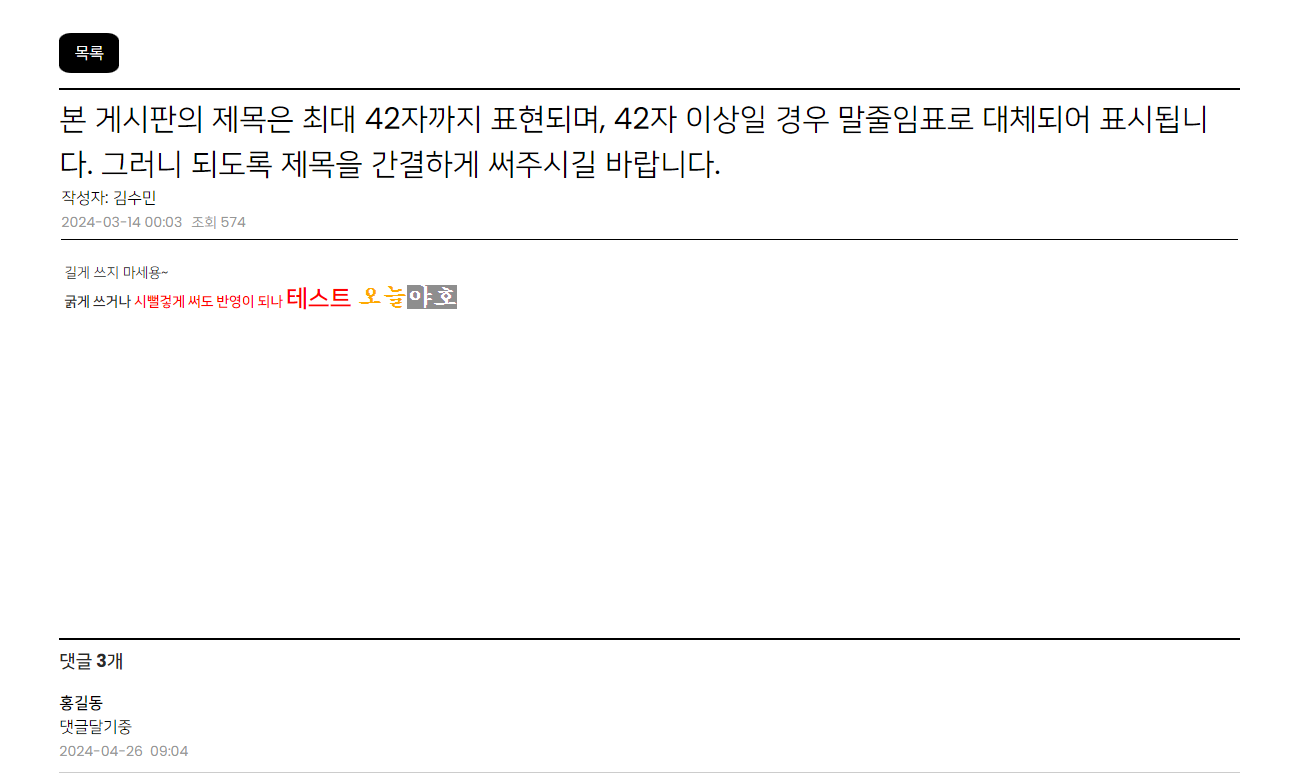 목록
본 게시판의 제목은 최대 42자까지 표현되며, 42자 이상일 경우 말줄임표로 대체되어 표시됩니
다. 그러니 되도록 제목을 간결하게 써주시길 바랍니다.
작성자: 김수민
2024-03-14 00:03 조회 574
길게 쓰지 마세용~
굵게 쓰거나 시뻘겋게 써도 반영이 되나 테스트 오늘야호
댓글 3개
홍길동
댓글달기중
2024-04-26 09:04